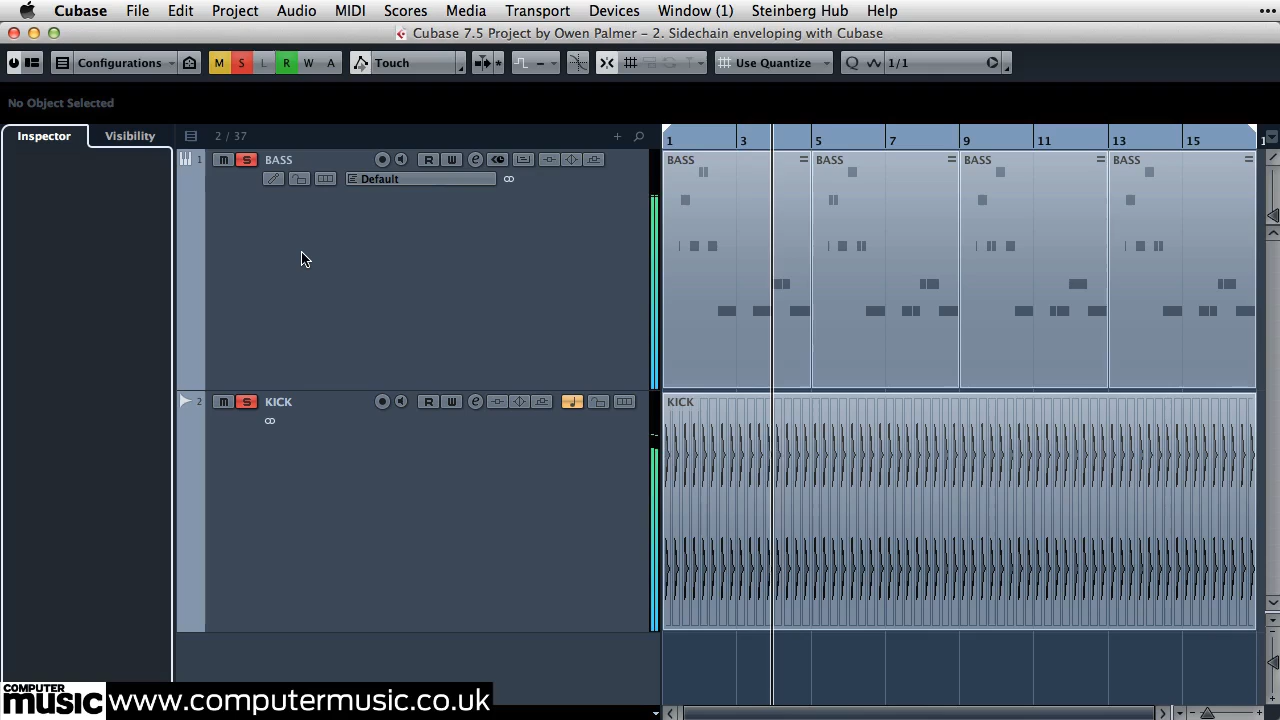 Cubase File Edit Project Audio MIDI Scores Media Transport Devices Window (1) Steinberg Hub Help
Cubase 7.5 Project by Owen Palmer - 2. Sidechain enveloping with Cubase
Configurations M S L R W A Touch Use Quantize Q 1/1
No Object Selected
Inspector Visibility 2 / 37 1 3 5 7 9 11 13 15
1 m S BASS R W e BASS BASS BASS BASS
Default
2 m S KICK R W e KICK
COMPUTER
music www.computermusic.co.uk